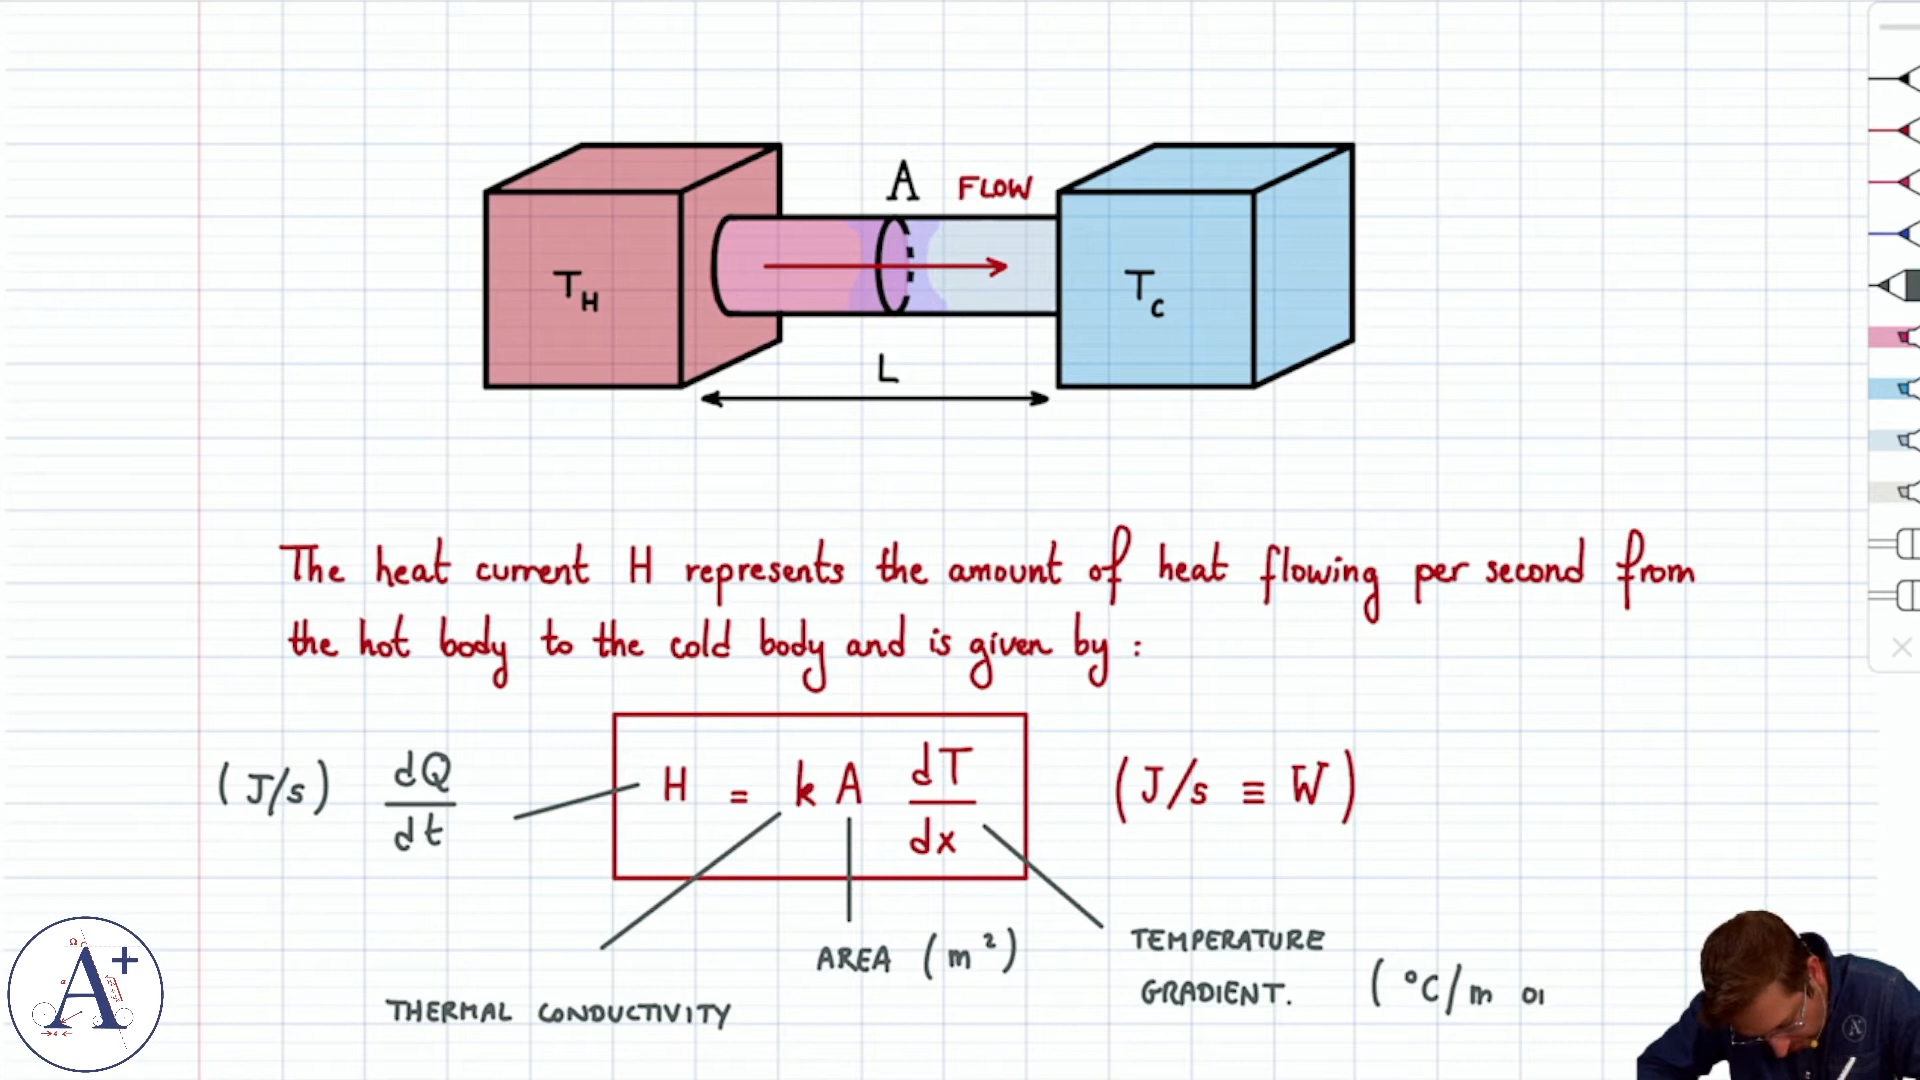 A FLOW
T_H T_C
L
The heat current H represents the amount of heat flowing per second from
the hot body to the cold body and is given by :
(J/s) dQ/dt H = k A dT/dx (J/s ≡ W)
AREA (m²) TEMPERATURE
GRADIENT. (°C/m
THERMAL CONDUCTIVITY
A+